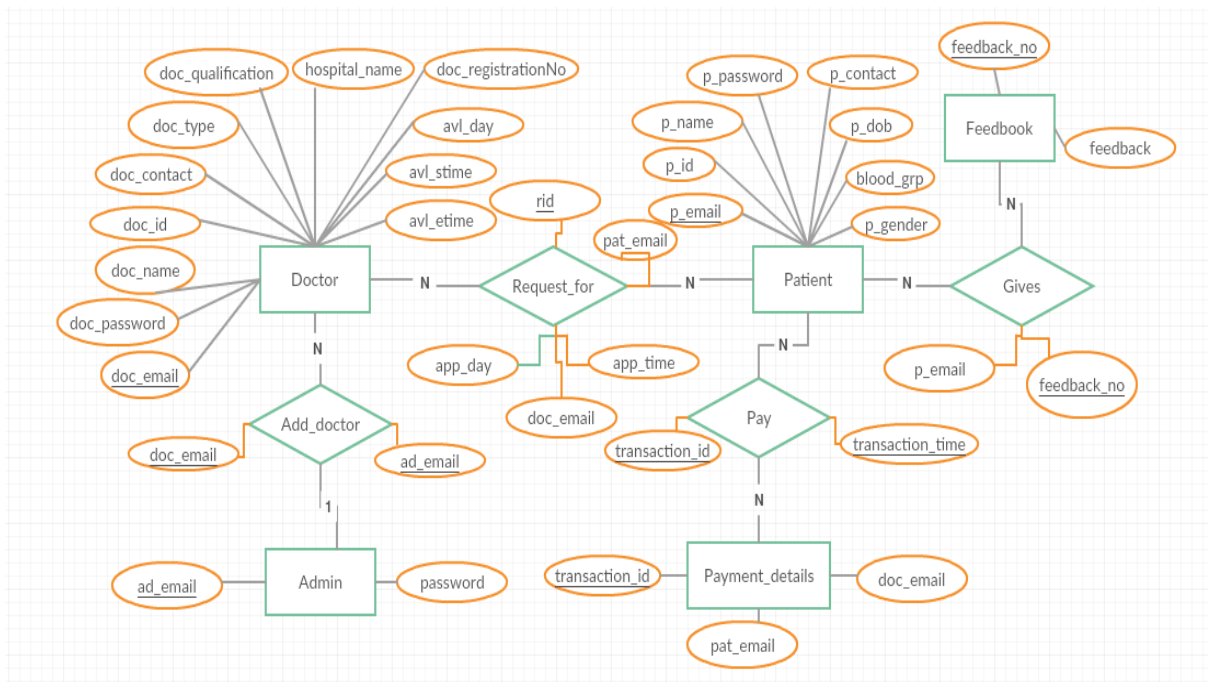 feedback_no
doc_qualification
hospital_name
doc_registrationNo
p_password
p_contact
doc_type
avl_day
p_name
p_dob
Feedbook
feedback
doc_contact
avl_stime
p_id
blood_grp
rid
doc_id
avl_etime
p_email
p_gender
N
pat_email
doc_name
Doctor
N
Request_for
N
Patient
N
Gives
doc_password
N
N
doc_email
app_day
app_time
p_email
feedback_no
doc_email
Add_doctor
Pay
doc_email
ad_email
transaction_id
transaction_time
1
N
ad_email
Admin
password
transaction_id
Payment_details
doc_email
pat_email